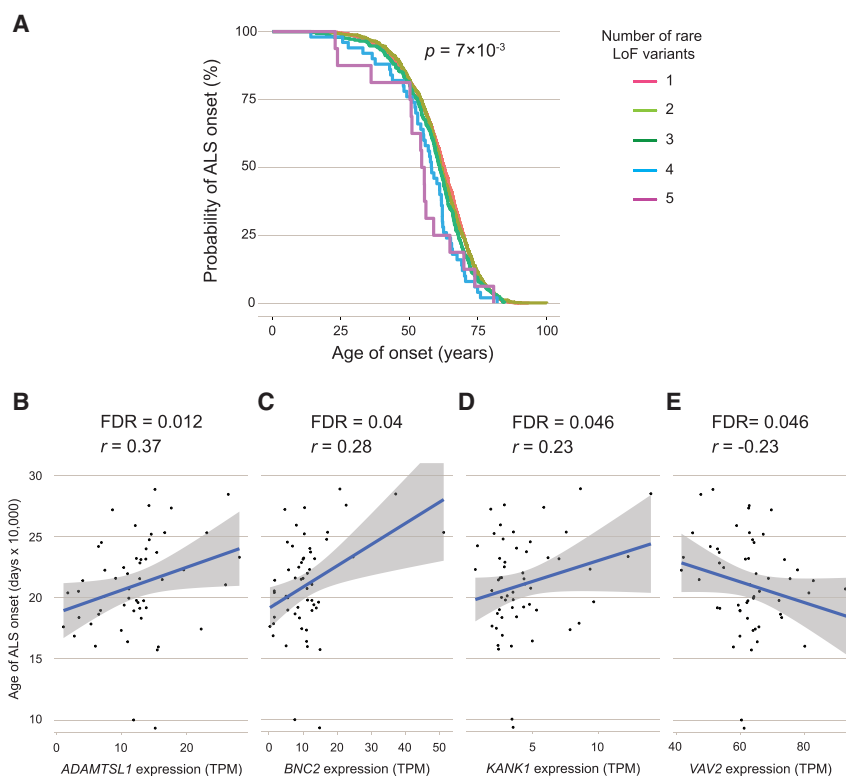 A
p = 7×10-3
Number of rare
LoF variants
1
2
3
4
5
Probability of ALS onset (%)
100
75
50
25
0
0 25 50 75 100
Age of onset (years)
B
FDR = 0.012
r = 0.37
C
FDR = 0.04
r = 0.28
D
FDR = 0.046
r = 0.23
E
FDR= 0.046
r = -0.23
Age of ALS onset (days x 10,000)
30
25
20
15
10
0 10 20
ADAMTSL1 expression (TPM)
0 10 20 30 40 50
BNC2 expression (TPM)
5 10
KANK1 expression (TPM)
40 60 80
VAV2 expression (TPM)